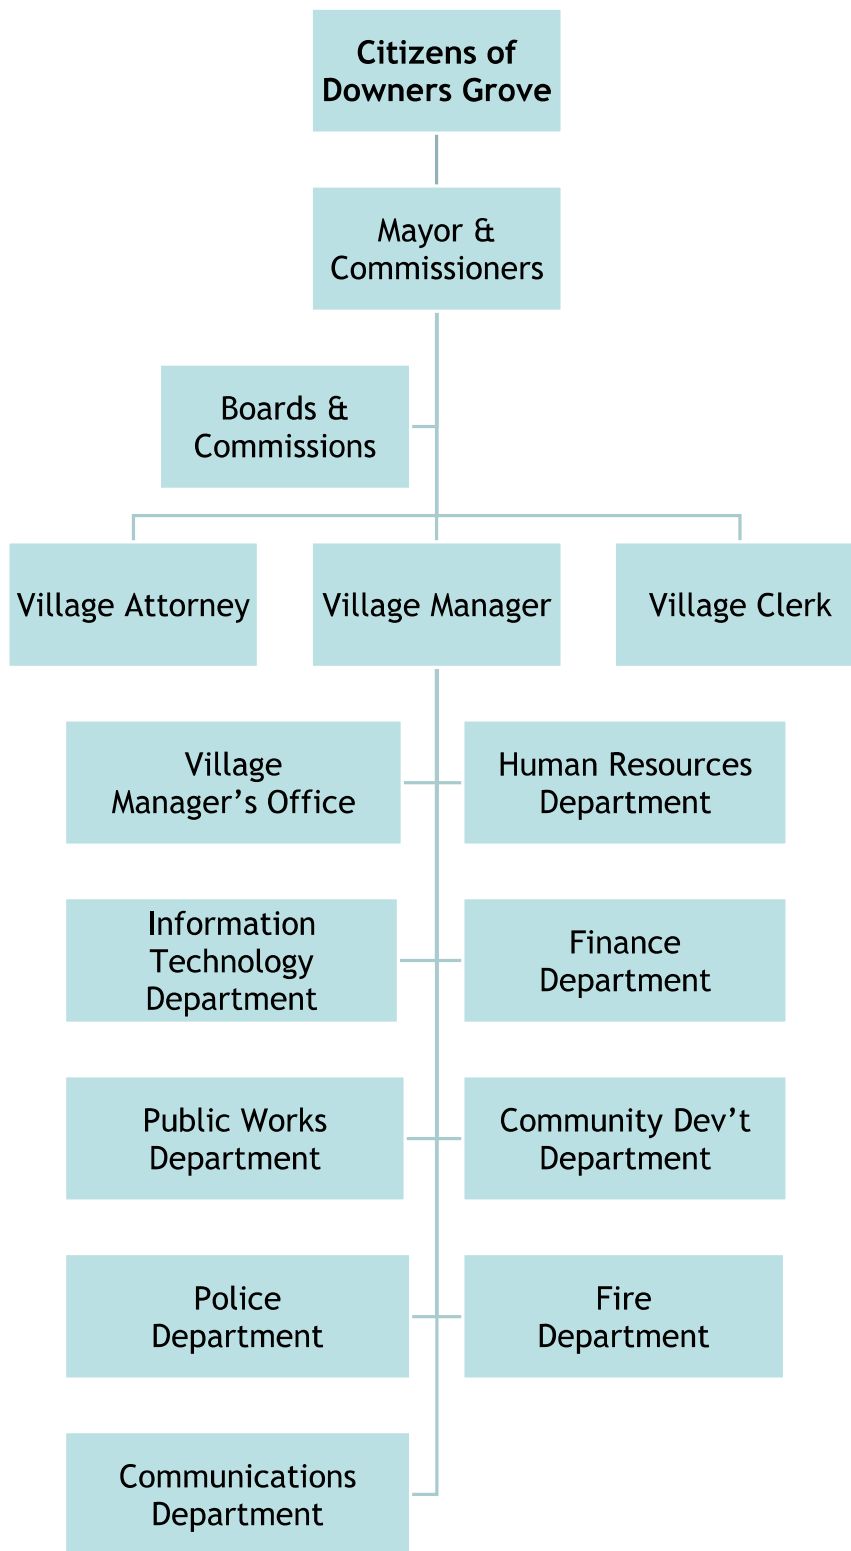 Citizens of
Downers Grove
Mayor &
Commissioners
Boards &
Commissions
Village Attorney
Village Manager
Village Clerk
Village
Manager’s Office
Human Resources
Department
Information
Technology
Department
Finance
Department
Public Works
Department
Community Dev’t
Department
Police
Department
Fire
Department
Communications
Department